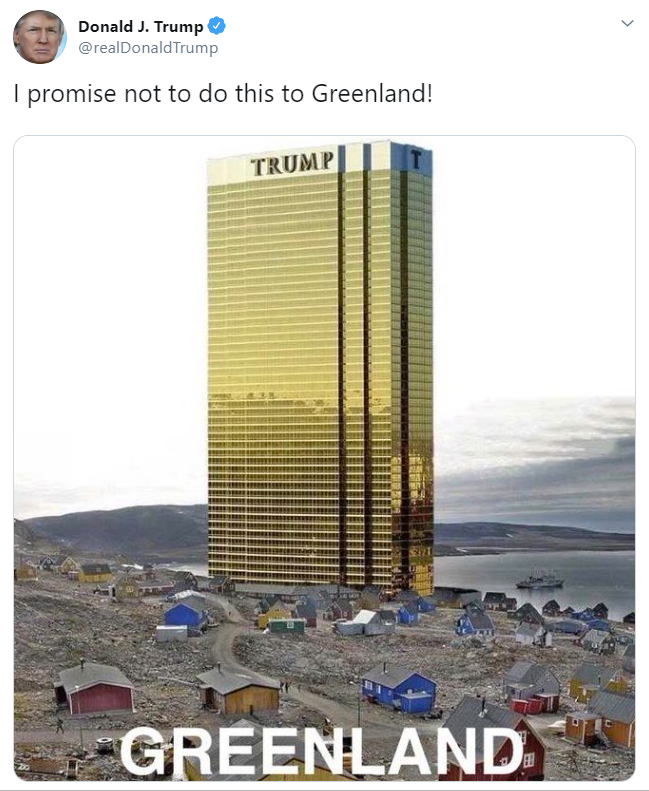 Donald J. Trump
@realDonaldTrump
I promise not to do this to Greenland!
TRUMP
T
GREENLAND